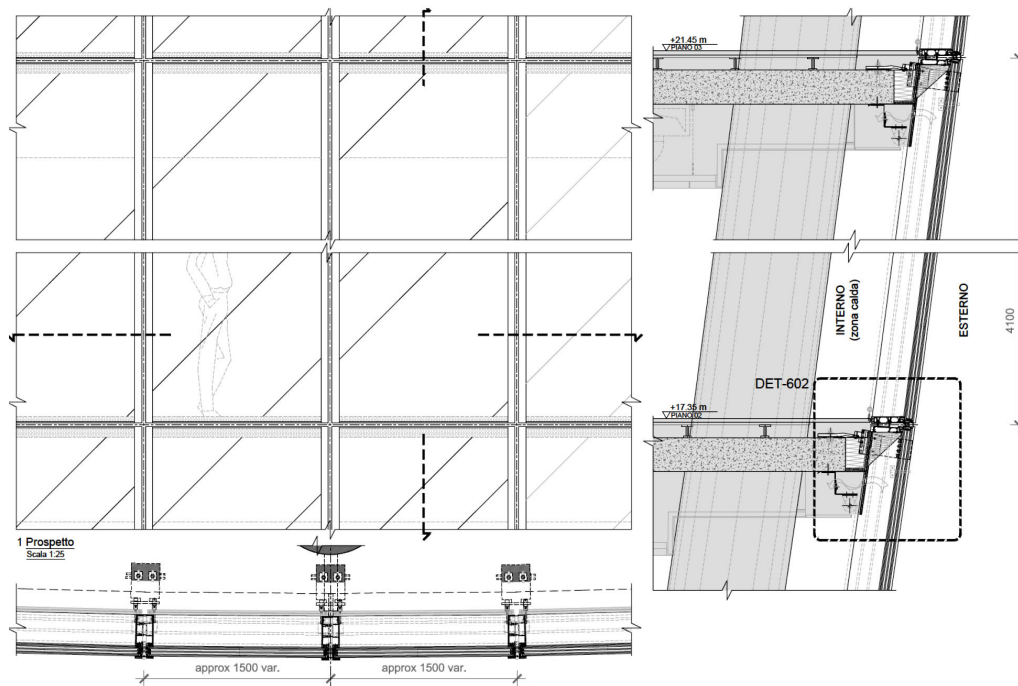 +21.45 m
PIANO 03
INTERNO
(zona calda)
ESTERNO
4100
DET-602
+17.35 m
PIANO 02
1 Prospetto
Scala 1:25
approx 1500 var.
approx 1500 var.